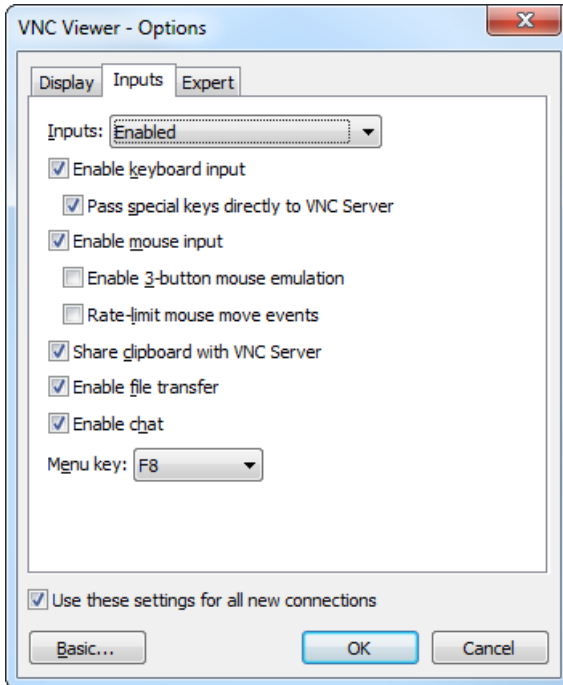 VNC Viewer - Options
Display Inputs Expert
Inputs: Enabled
Enable keyboard input
Pass special keys directly to VNC Server
Enable mouse input
Enable 3-button mouse emulation
Rate-limit mouse move events
Share clipboard with VNC Server
Enable file transfer
Enable chat
Menu key: F8
Use these settings for all new connections
Basic... OK Cancel